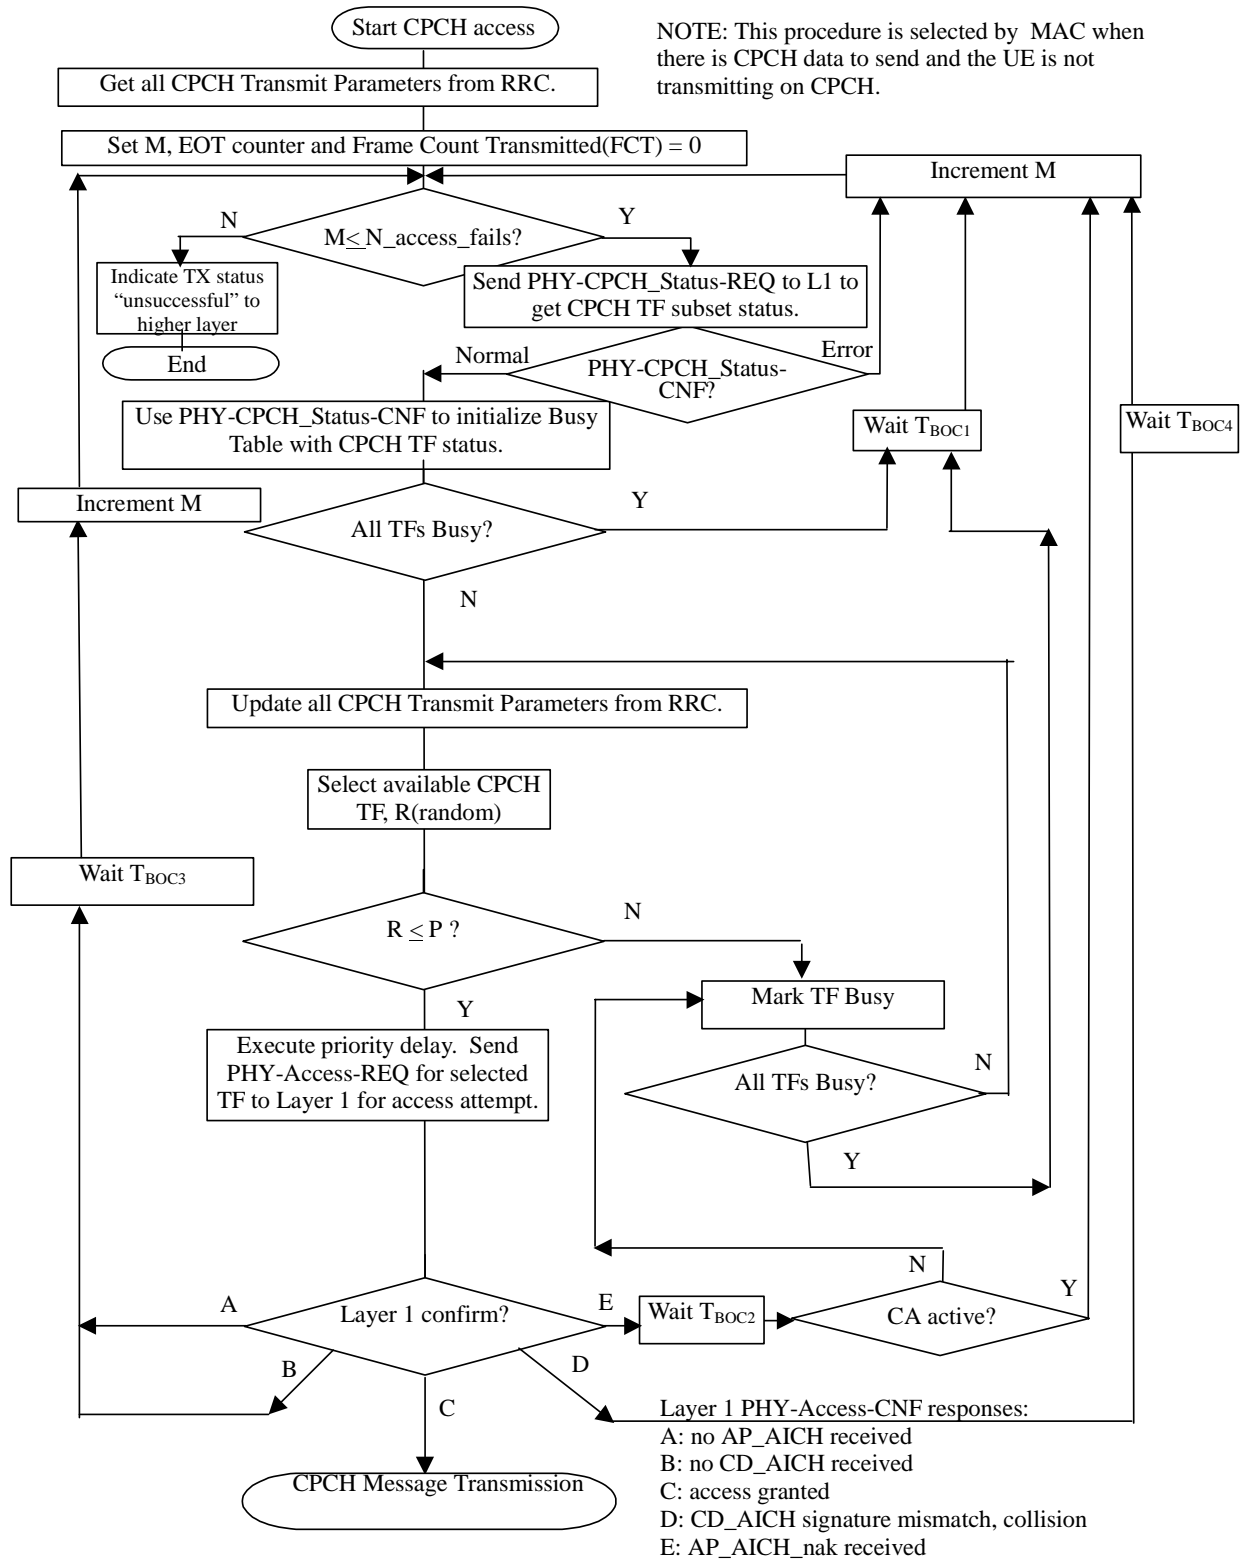 Start CPCH access
NOTE: This procedure is selected by MAC when
there is CPCH data to send and the UE is not
transmitting on CPCH.
Get all CPCH Transmit Parameters from RRC.
Set M, EOT counter and Frame Count Transmitted(FCT) = 0
Increment M
N
Y
M≤ N_access_fails?
Indicate TX status
“unsuccessful” to
higher layer
End
Send PHY-CPCH_Status-REQ to L1 to
get CPCH TF subset status.
Normal
Error
PHY-CPCH_Status-
CNF?
Use PHY-CPCH_Status-CNF to initialize Busy
Table with CPCH TF status.
Wait TBOC1
Wait TBOC4
Increment M
Y
All TFs Busy?
N
Update all CPCH Transmit Parameters from RRC.
Select available CPCH
TF, R(random)
Wait TBOC3
N
R ≤ P ?
Mark TF Busy
Y
Execute priority delay. Send
PHY-Access-REQ for selected
TF to Layer 1 for access attempt.
N
All TFs Busy?
Y
N
Y
A
Layer 1 confirm?
E
Wait TBOC2
CA active?
B
D
C
Layer 1 PHY-Access-CNF responses:
A: no AP_AICH received
B: no CD_AICH received
C: access granted
D: CD_AICH signature mismatch, collision
E: AP_AICH_nak received
CPCH Message Transmission